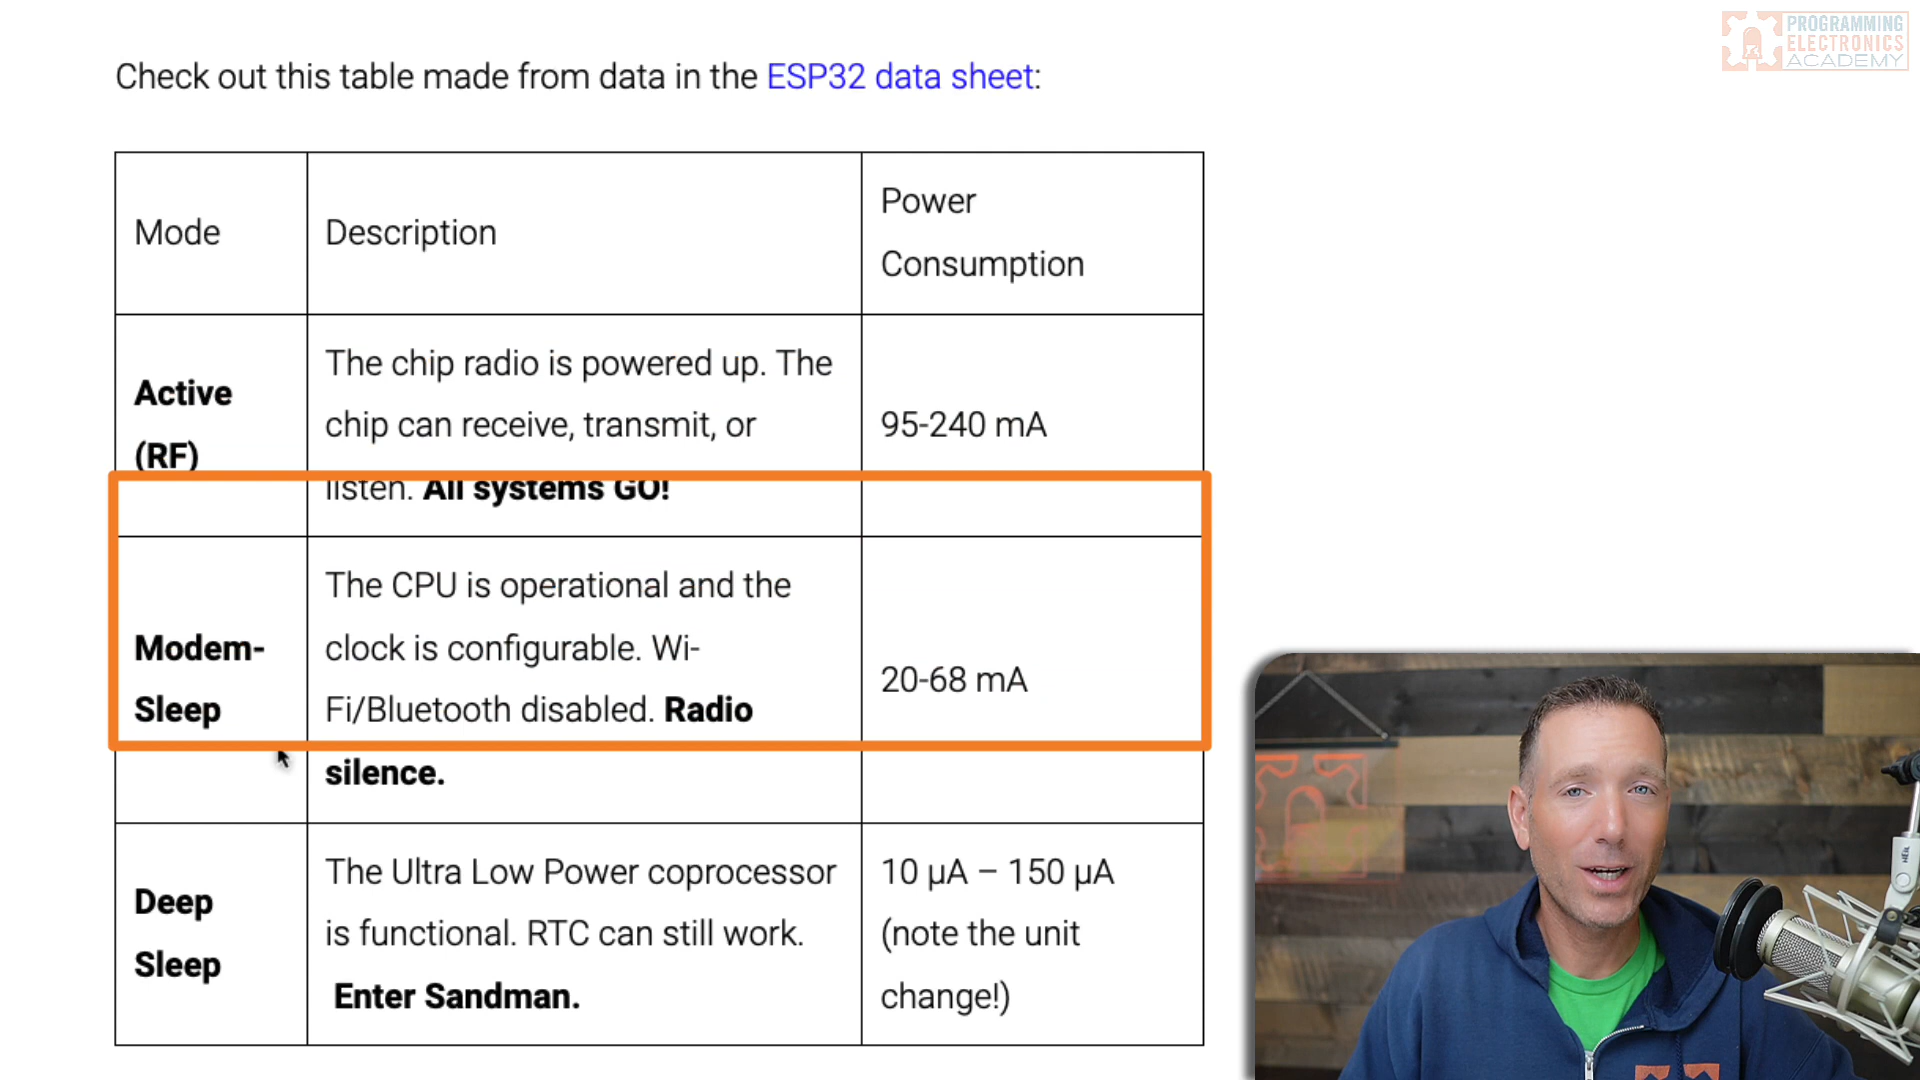 PROGRAMMING
ELECTRONICS
ACADEMY
Check out this table made from data in the ESP32 data sheet:
Mode
Description
Power
Consumption
Active
(RF)
The chip radio is powered up. The
chip can receive, transmit, or
listen. All systems GO!
95-240 mA
Modem-
Sleep
The CPU is operational and the
clock is configurable. Wi-
Fi/Bluetooth disabled. Radio
silence.
20-68 mA
Deep
Sleep
The Ultra Low Power coprocessor
is functional. RTC can still work.
Enter Sandman.
10 µA – 150 µA
(note the unit
change!)